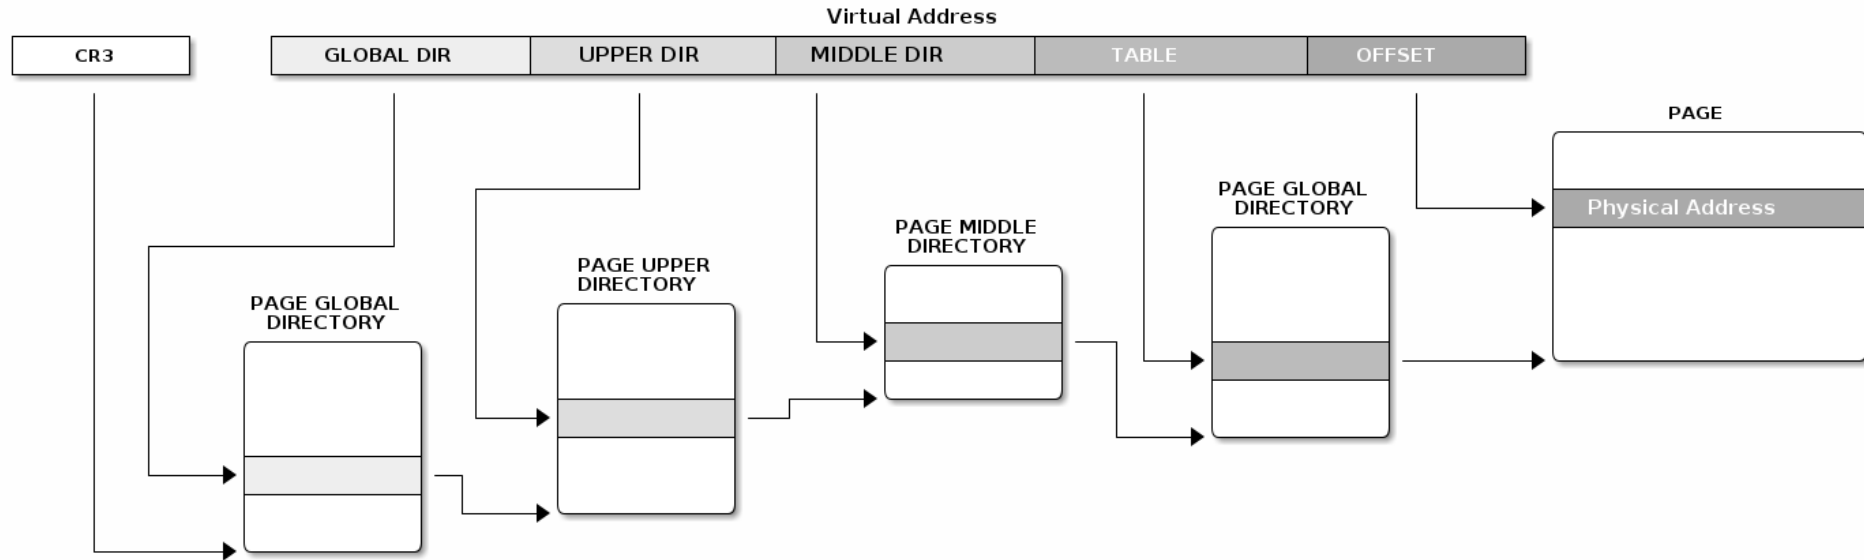 Virtual Address
CR3
GLOBAL DIR
UPPER DIR
MIDDLE DIR
TABLE
OFFSET
PAGE
Physical Address
PAGE GLOBAL
DIRECTORY
PAGE MIDDLE
DIRECTORY
PAGE UPPER
DIRECTORY
PAGE GLOBAL
DIRECTORY